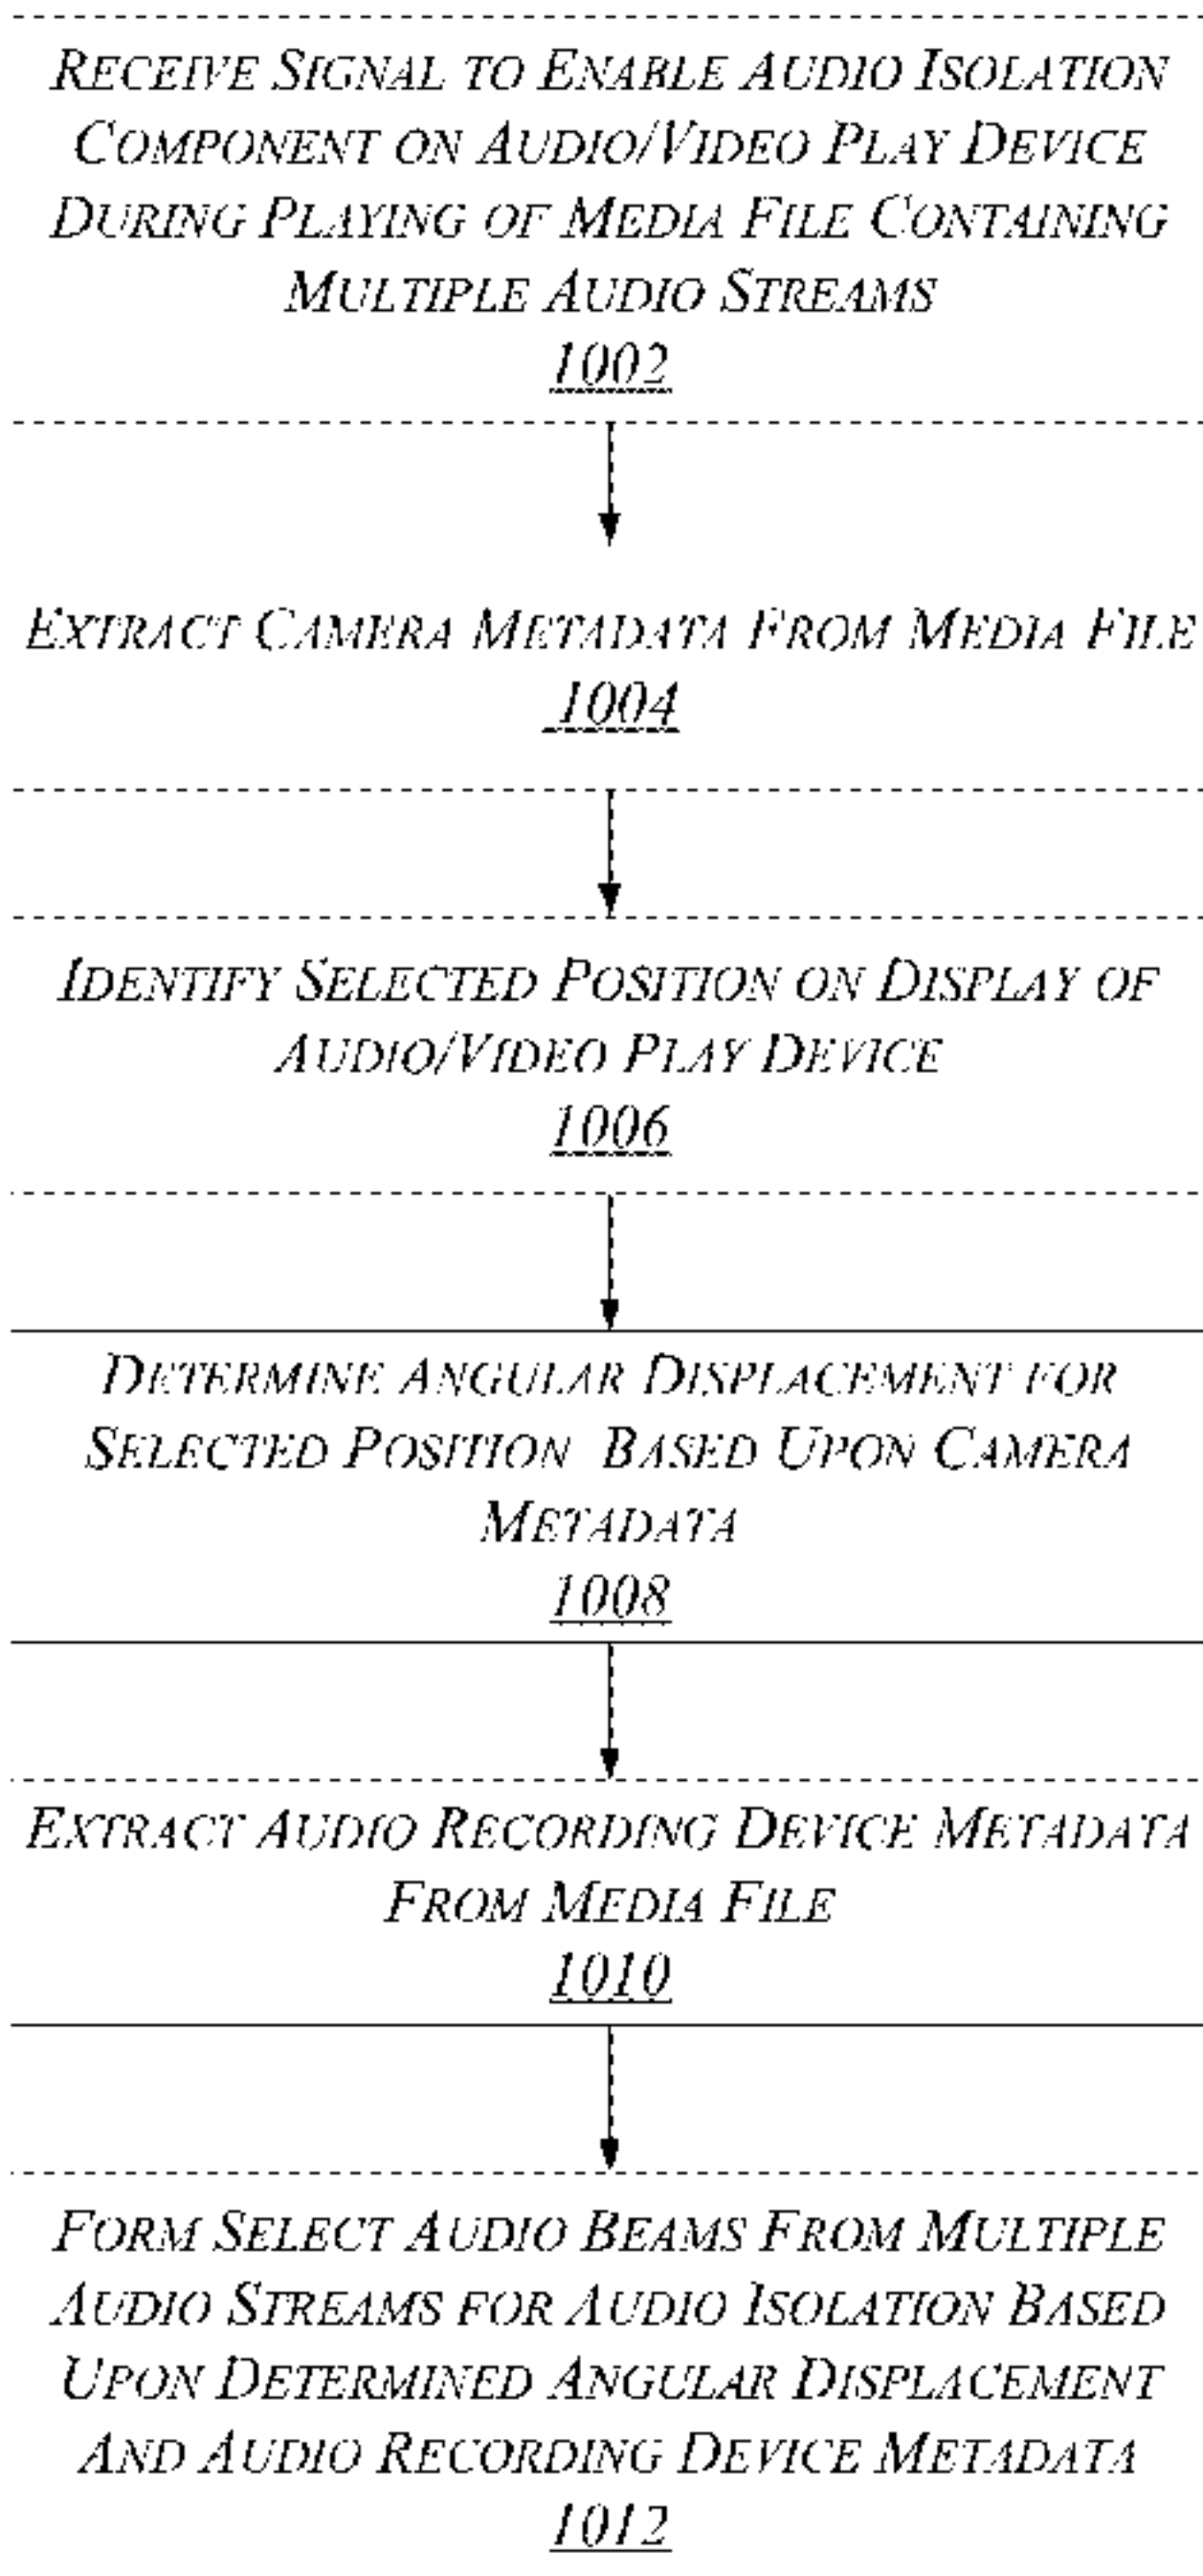 RECEIVE SIGNAL TO ENABLE AUDIO ISOLATION
COMPONENT ON AUDIO/VIDEO PLAY DEVICE
DURING PLAYING OF MEDIA FILE CONTAINING
MULTIPLE AUDIO STREAMS
1002
EXTRACT CAMERA METADATA FROM MEDIA FILE
1004
IDENTIFY SELECTED POSITION ON DISPLAY OF
AUDIO/VIDEO PLAY DEVICE
1006
DETERMINE ANGULAR DISPLACEMENT FOR
SELECTED POSITION BASED UPON CAMERA
METADATA
1008
EXTRACT AUDIO RECORDING DEVICE METADATA
FROM MEDIA FILE
1010
FORM SELECT AUDIO BEAMS FROM MULTIPLE
AUDIO STREAMS FOR AUDIO ISOLATION BASED
UPON DETERMINED ANGULAR DISPLACEMENT
AND AUDIO RECORDING DEVICE METADATA
1012